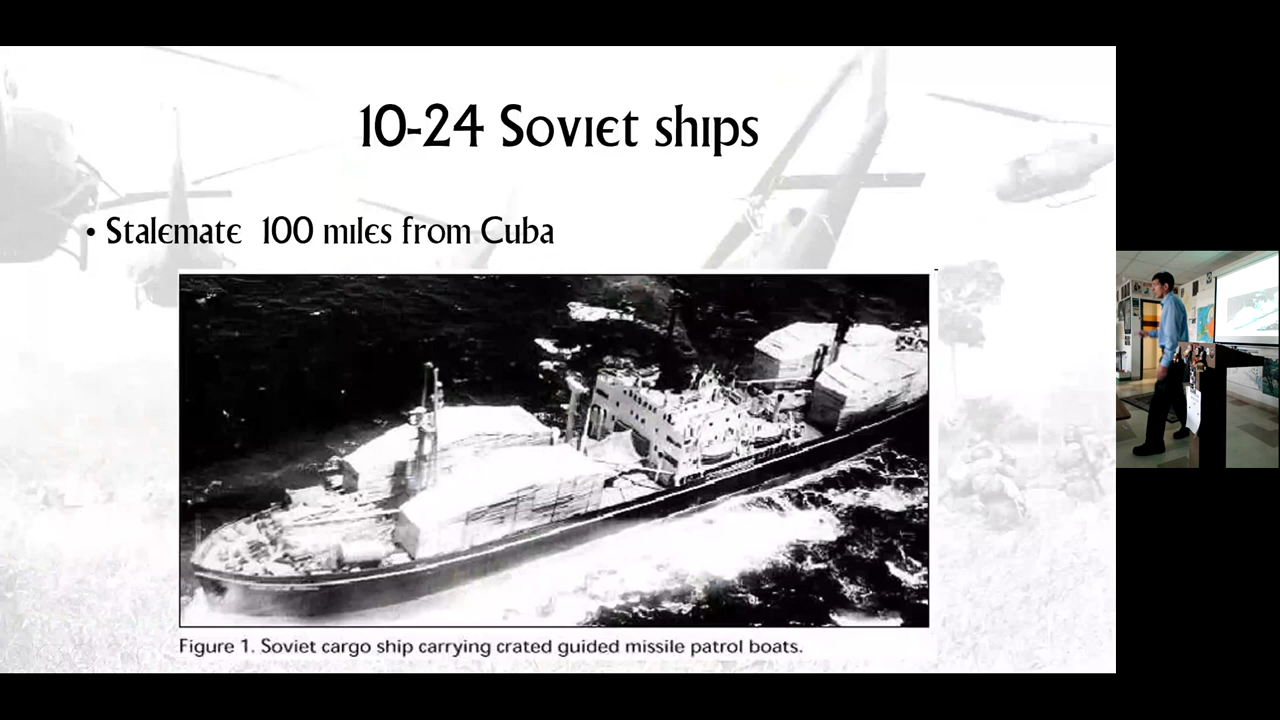 10-24 Soviet ships
• Stalemate 100 miles from Cuba
Figure 1. Soviet cargo ship carrying crated guided missile patrol boats.